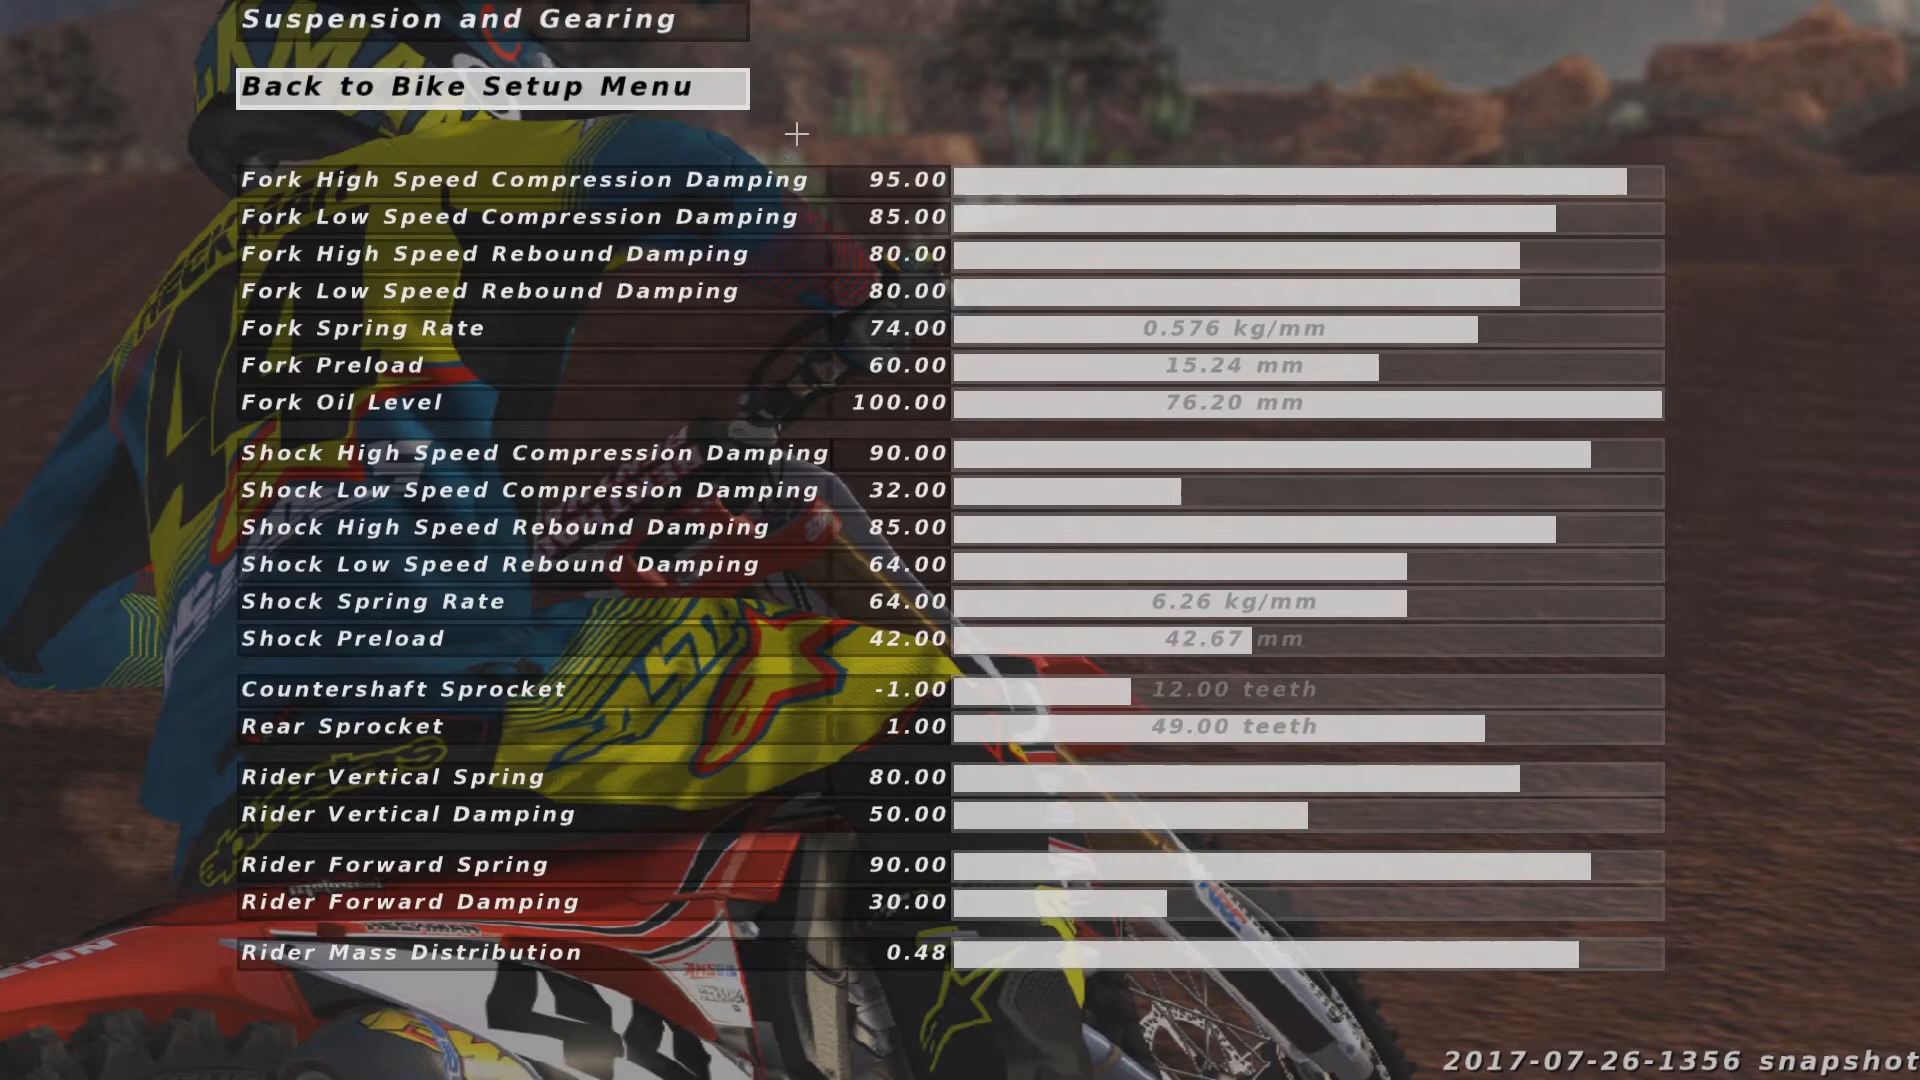 Suspension and Gearing
Back to Bike Setup Menu
Fork High Speed Compression Damping 95.00
Fork Low Speed Compression Damping 85.00
Fork High Speed Rebound Damping 80.00
Fork Low Speed Rebound Damping 80.00
Fork Spring Rate 74.00 0.576 kg/mm
Fork Preload 60.00 15.24 mm
Fork Oil Level 100.00 76.20 mm
Shock High Speed Compression Damping 90.00
Shock Low Speed Compression Damping 32.00
Shock High Speed Rebound Damping 85.00
Shock Low Speed Rebound Damping 64.00
Shock Spring Rate 64.00 6.26 kg/mm
Shock Preload 42.00 42.67 mm
Countershaft Sprocket -1.00 12.00 teeth
Rear Sprocket 1.00 49.00 teeth
Rider Vertical Spring 80.00
Rider Vertical Damping 50.00
Rider Forward Spring 90.00
Rider Forward Damping 30.00
Rider Mass Distribution 0.48
2017-07-26-1356 snapshot